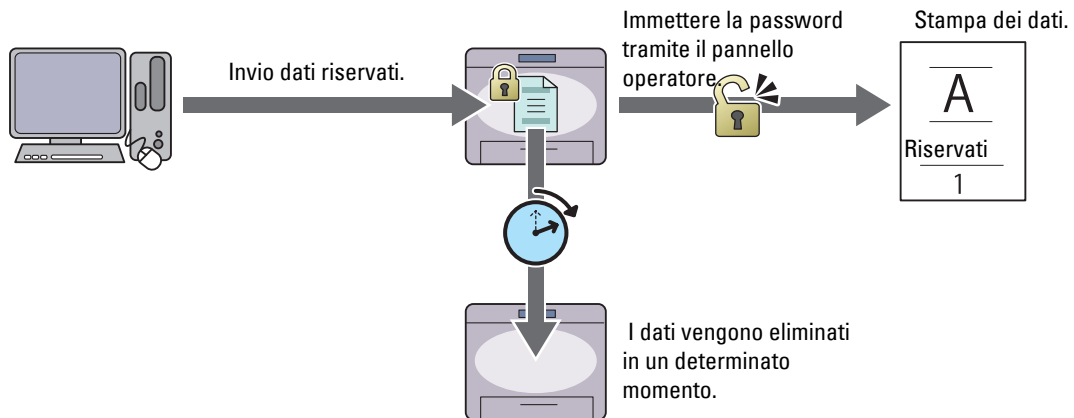 Invio dati riservati.
Immettere la password
tramite il pannello
operatore.
Stampa dei dati.
A
Riservati
1
I dati vengono eliminati
in un determinato
momento.